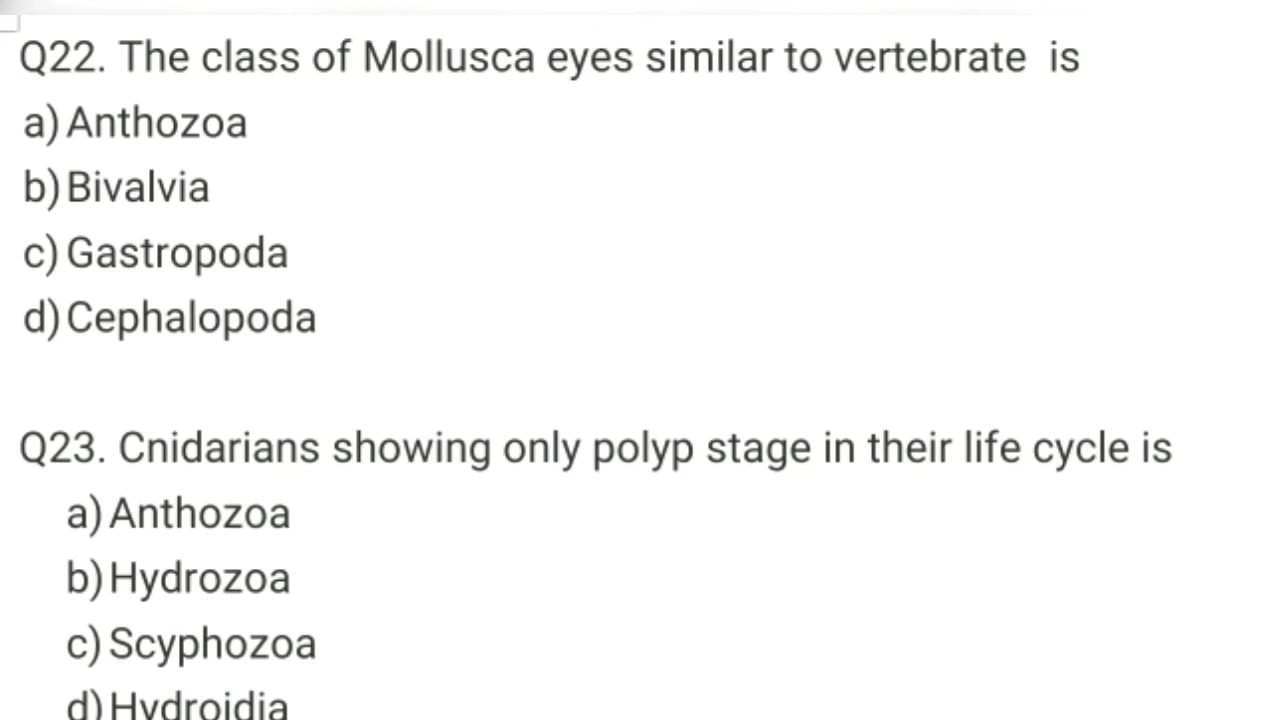 Q22. The class of Mollusca eyes similar to vertebrate is
a) Anthozoa
b) Bivalvia
c) Gastropoda
d) Cephalopoda
Q23. Cnidarians showing only polyp stage in their life cycle is
a) Anthozoa
b) Hydrozoa
c) Scyphozoa
d) Hydroidia